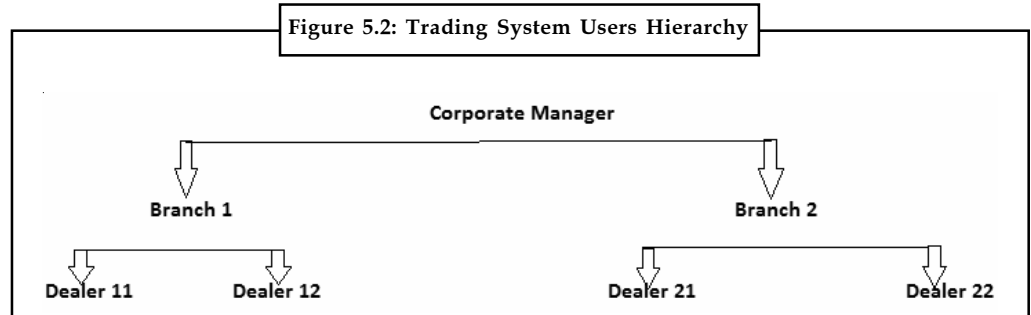 Figure 5.2: Trading System Users Hierarchy
Corporate Manager
Branch 1 Branch 2
Dealer 11 Dealer 12 Dealer 21 Dealer 22